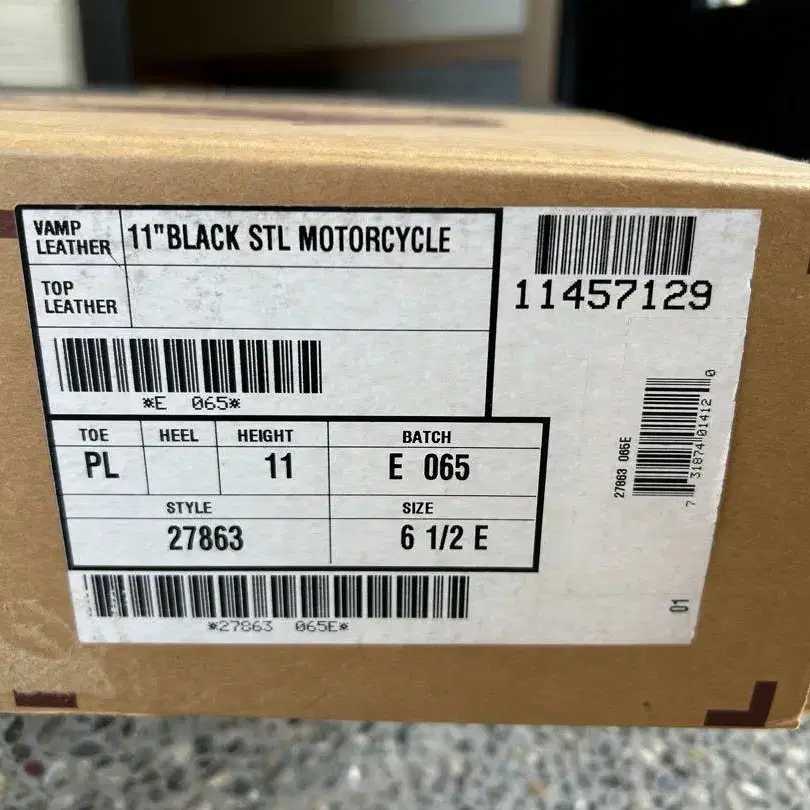 VAMP
LEATHER
11"BLACK STL MOTORCYCLE
TOP
LEATHER
*E 065*
TOE HEEL HEIGHT BATCH
PL 11 E 065
STYLE SIZE
27863 6 1/2 E
*27863 065E*
11457129
27863 065E
7 31874 01412 0
01